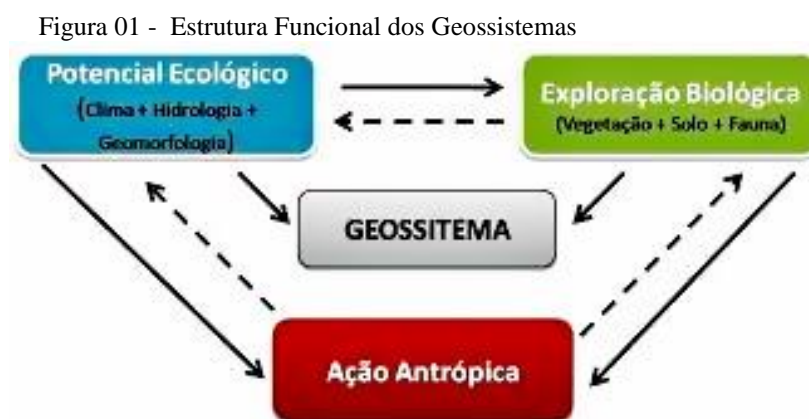 Figura 01 - Estrutura Funcional dos Geossistemas
Potencial Ecológico
(Clima + Hidrologia +
Geomorfologia)
Exploração Biológica
(Vegetação + Solo + Fauna)
GEOSSITEMA
Ação Antrópica